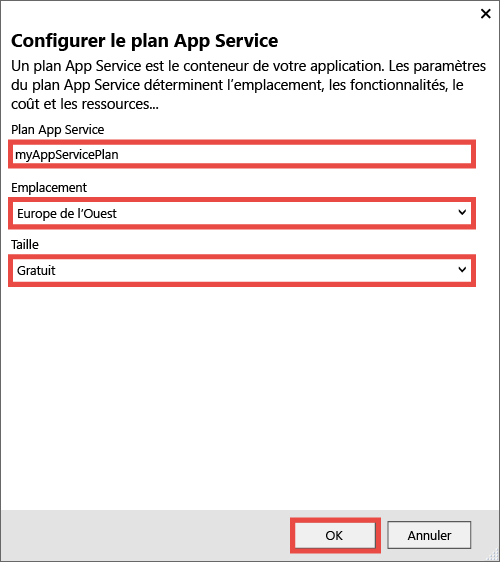 Configurer le plan App Service
Un plan App Service est le conteneur de votre application. Les paramètres
du plan App Service déterminent l’emplacement, les fonctionnalités, le
coût et les ressources...
Plan App Service
myAppServicePlan
Emplacement
Europe de l’Ouest
Taille
Gratuit
OK
Annuler